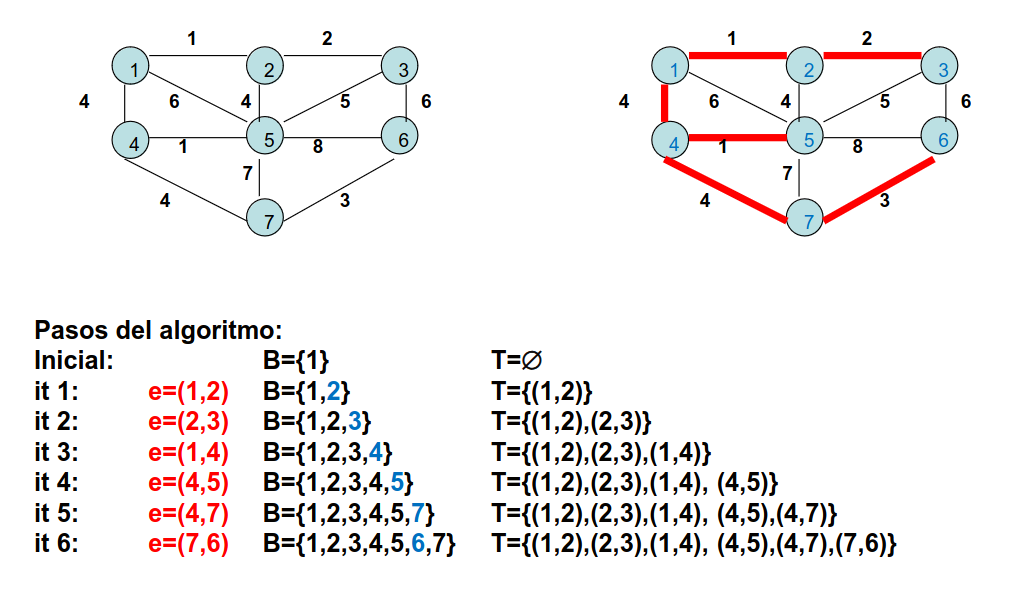 1 2
1 2 3
4 6 4 5 6
4 1 5 8 6
7
4 3
7
1 2
1 2 3
4 6 4 5 6
4 1 5 8 6
7
4 3
7
Pasos del algoritmo:
Inicial: B={1} T=∅
it 1: e=(1,2) B={1,2} T={(1,2)}
it 2: e=(2,3) B={1,2,3} T={(1,2),(2,3)}
it 3: e=(1,4) B={1,2,3,4} T={(1,2),(2,3),(1,4)}
it 4: e=(4,5) B={1,2,3,4,5} T={(1,2),(2,3),(1,4), (4,5)}
it 5: e=(4,7) B={1,2,3,4,5,7} T={(1,2),(2,3),(1,4), (4,5),(4,7)}
it 6: e=(7,6) B={1,2,3,4,5,6,7} T={(1,2),(2,3),(1,4), (4,5),(4,7),(7,6)}